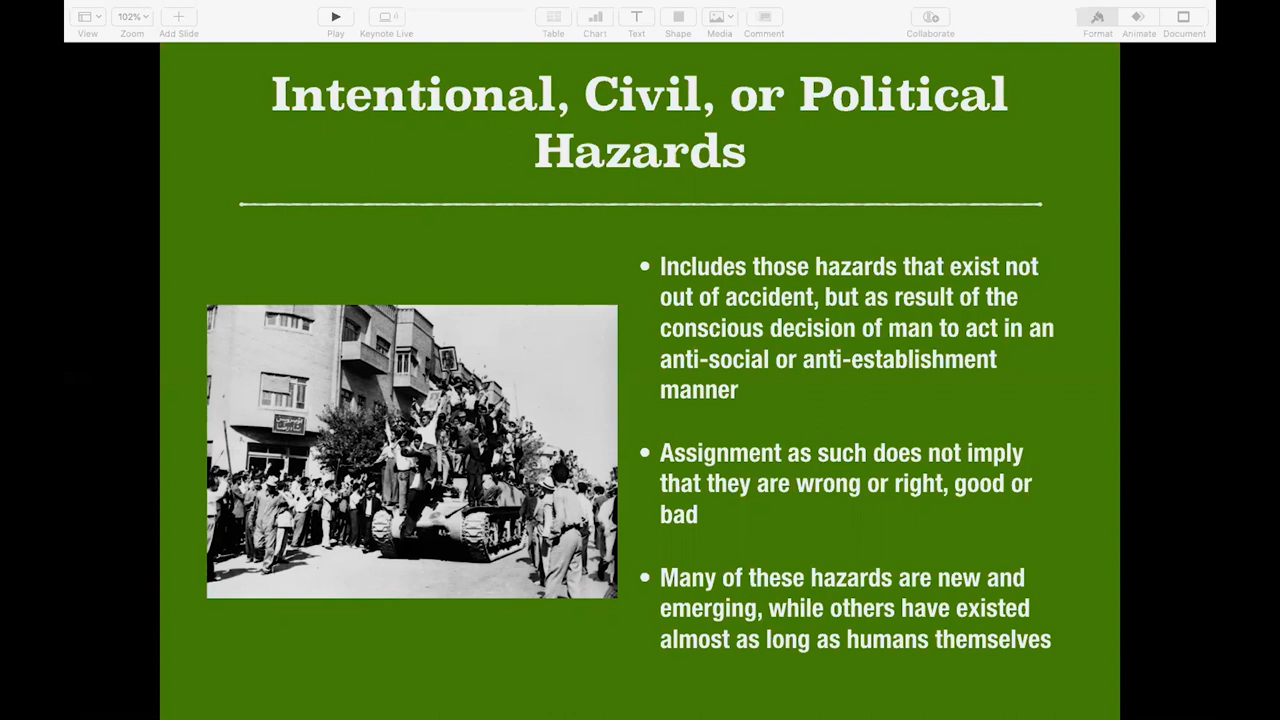 102%
View
Zoom
Add Slide
Play
Keynote Live
Table
Chart
Text
Shape
Media
Comment
Collaborate
Format
Animate
Document
Intentional, Civil, or Political
Hazards
• Includes those hazards that exist not
out of accident, but as result of the
conscious decision of man to act in an
anti-social or anti-establishment
manner
• Assignment as such does not imply
that they are wrong or right, good or
bad
• Many of these hazards are new and
emerging, while others have existed
almost as long as humans themselves